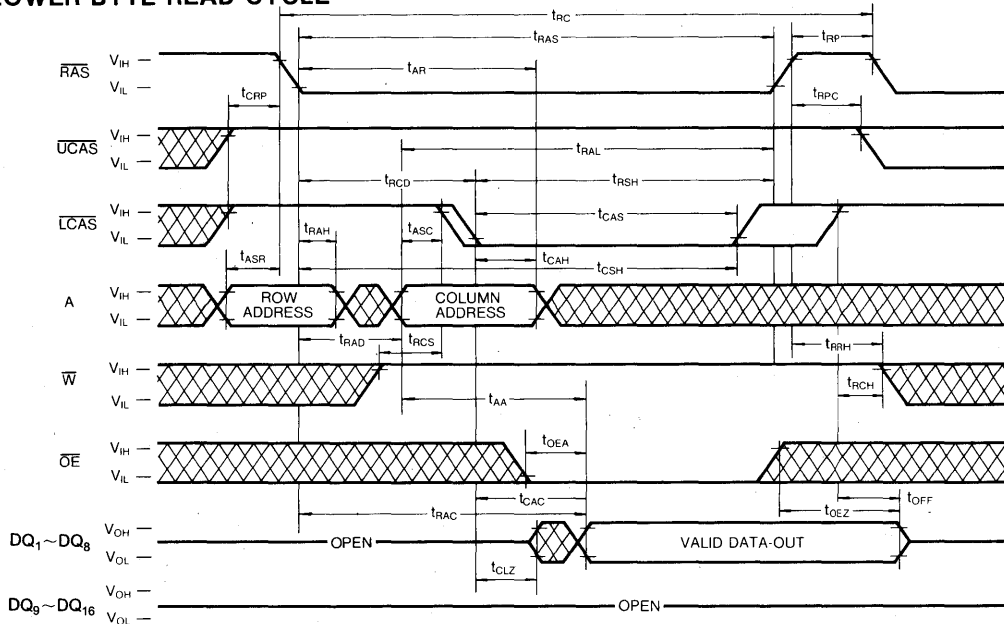 LOWER BYTE READ CYCLE
tRC
tRAS
tRP
RAS
VIH
VIL
tAR
tCRP
tRPC
UCAS
VIH
VIL
tRAL
tRCD
tRSH
LCAS
VIH
VIL
tRAH
tASC
tCAS
tASR
tCAH
tCSH
A
VIH
VIL
ROW ADDRESS
COLUMN ADDRESS
tRAD
tRCS
tRRH
W
VIH
VIL
tRCH
tAA
OE
VIH
VIL
tOEA
tCAC
tOFF
tRAC
tOEZ
DQ1~DQ8
VOH
VOL
OPEN
VALID DATA-OUT
tCLZ
DQ9~DQ16
VOH
VOL
OPEN